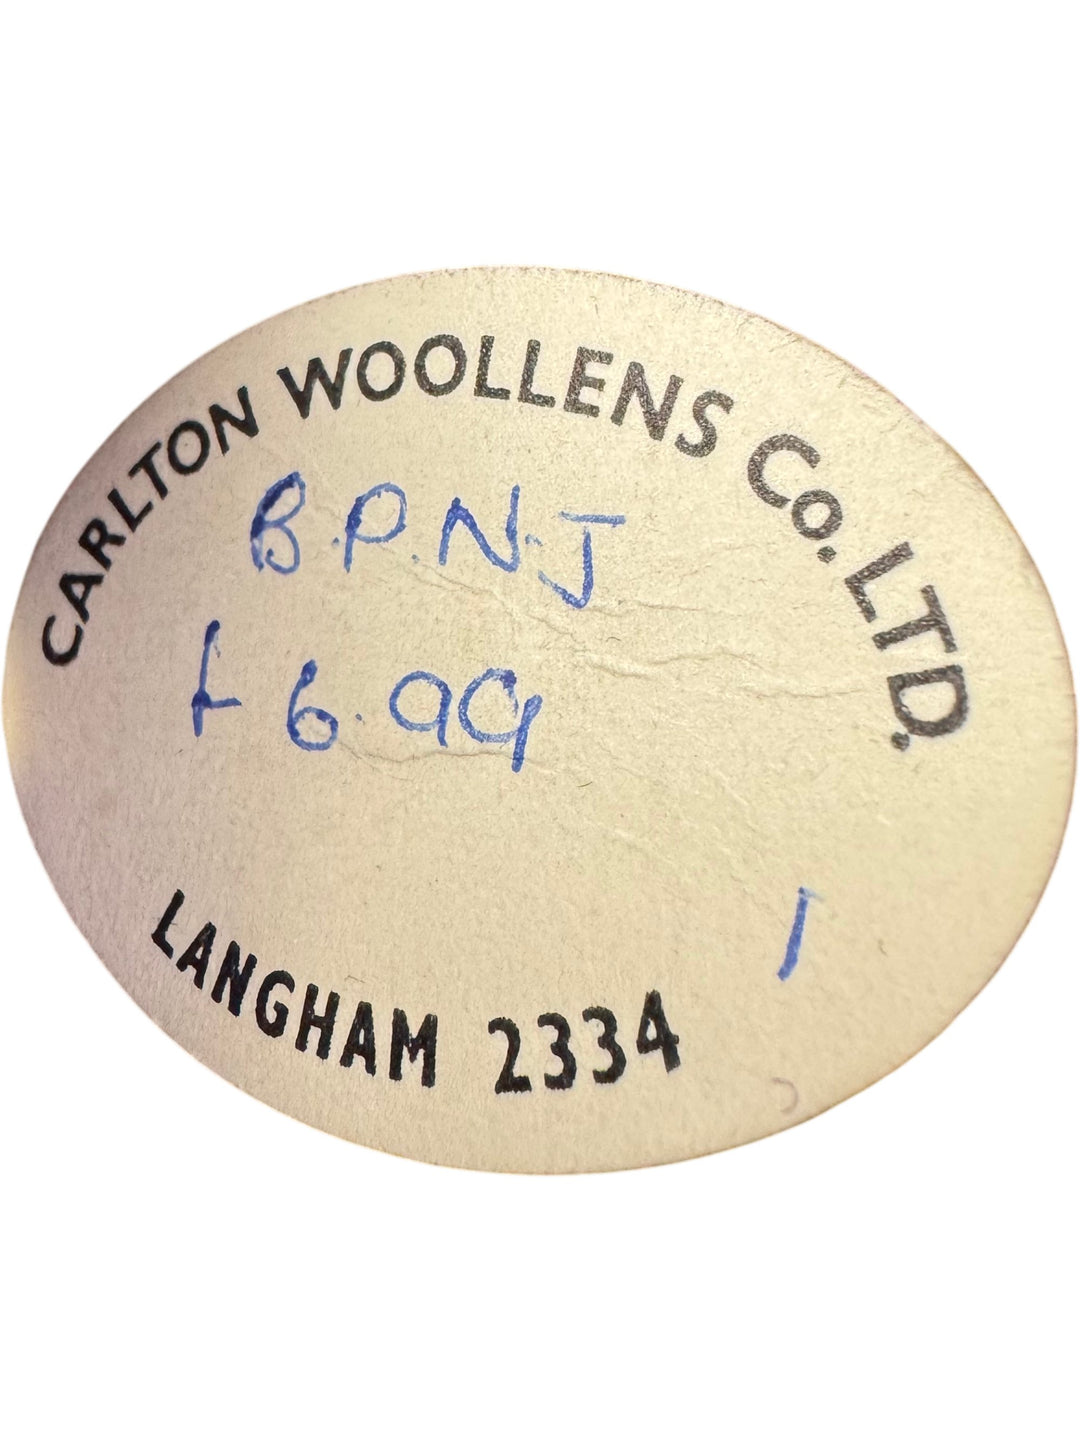 CARLTON WOOLLENS Co. LTD.
B.P.N.J
£6.99
1
LANGHAM 2334